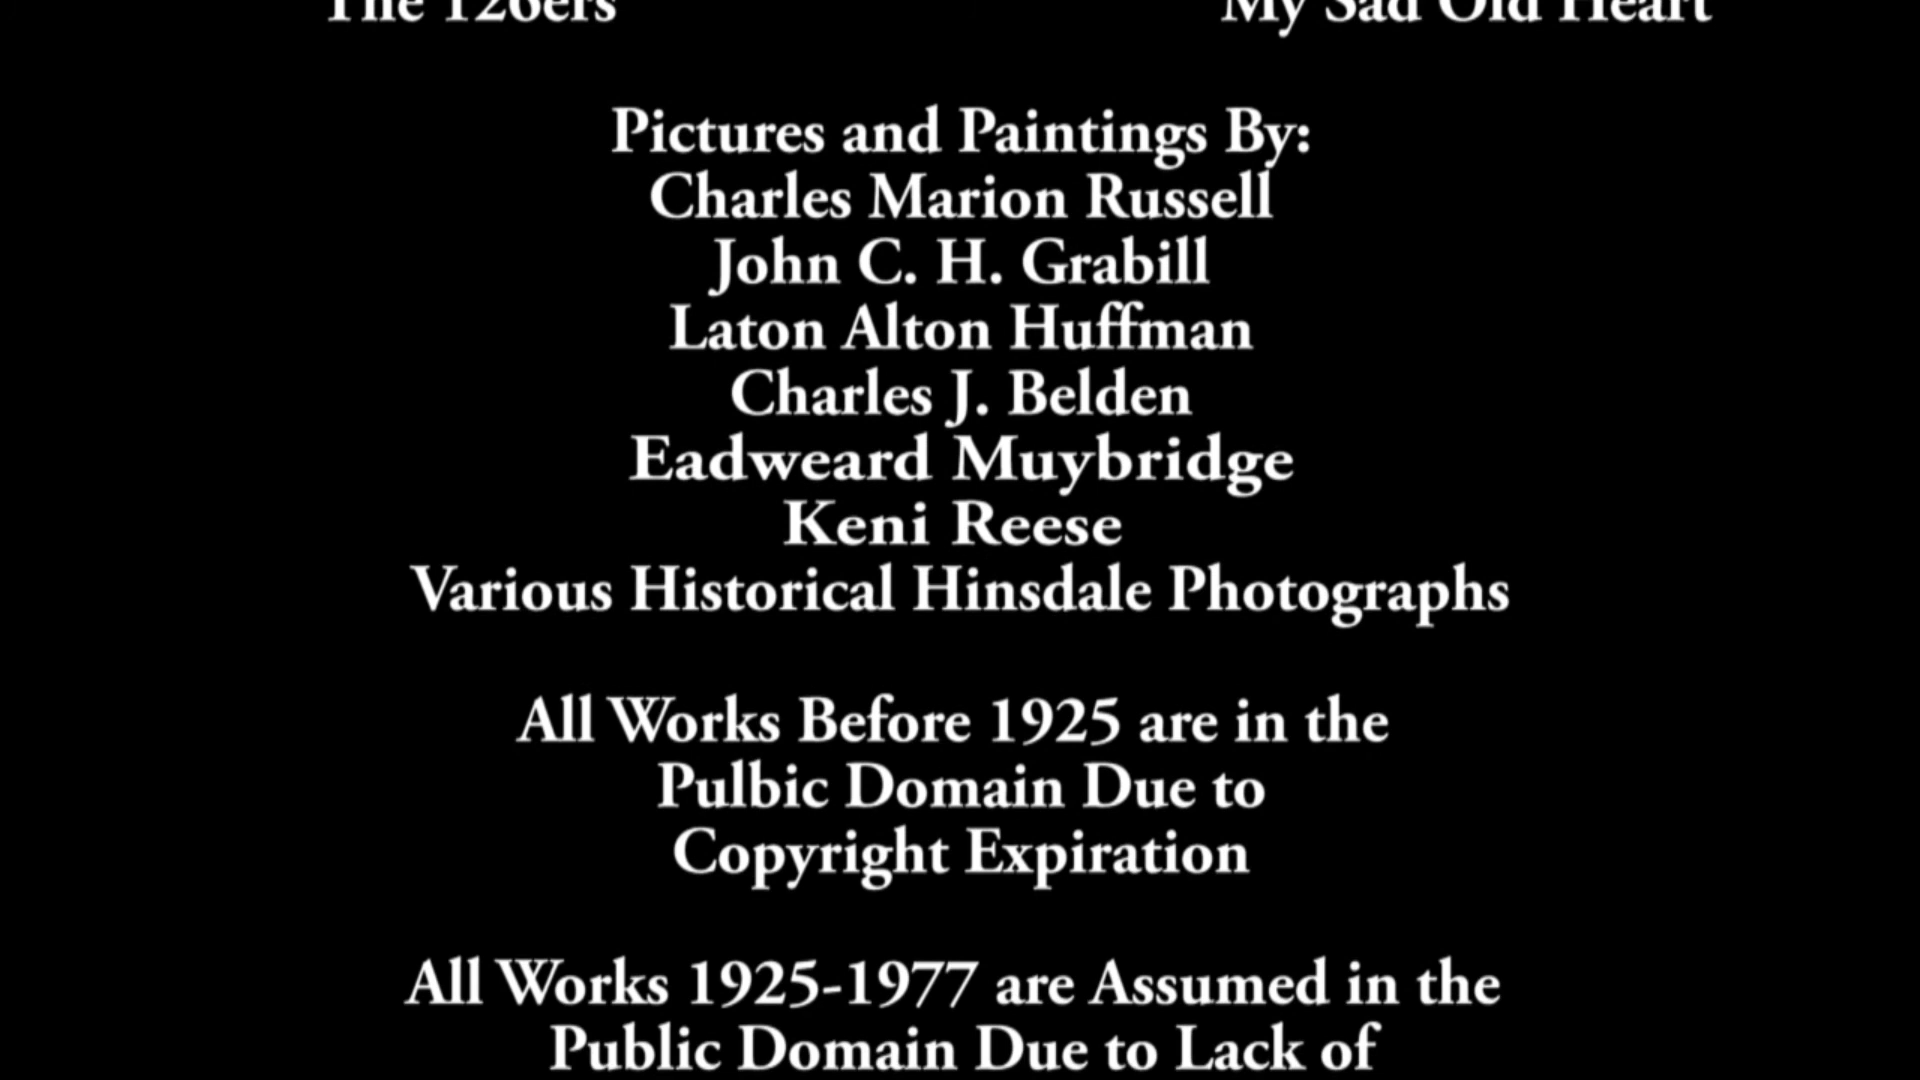 The 126ers My Sad Old Heart
Pictures and Paintings By:
Charles Marion Russell
John C. H. Grabill
Laton Alton Huffman
Charles J. Belden
Eadweard Muybridge
Keni Reese
Various Historical Hinsdale Photographs
All Works Before 1925 are in the
Pulbic Domain Due to
Copyright Expiration
All Works 1925-1977 are Assumed in the
Public Domain Due to Lack of